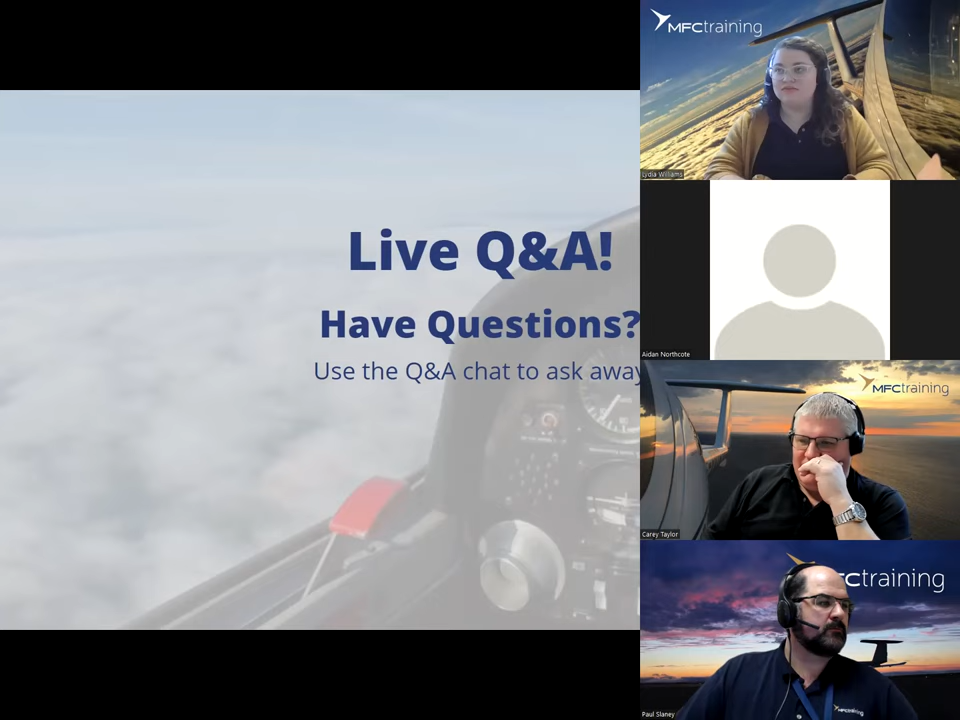 Live Q&A!
Have Questions?
Use the Q&A chat to ask away
MFCtraining
Lydia Williams
Aidan Northcote
MFCtraining
Carey Taylor
training
MFCtraining
Paul Slaney